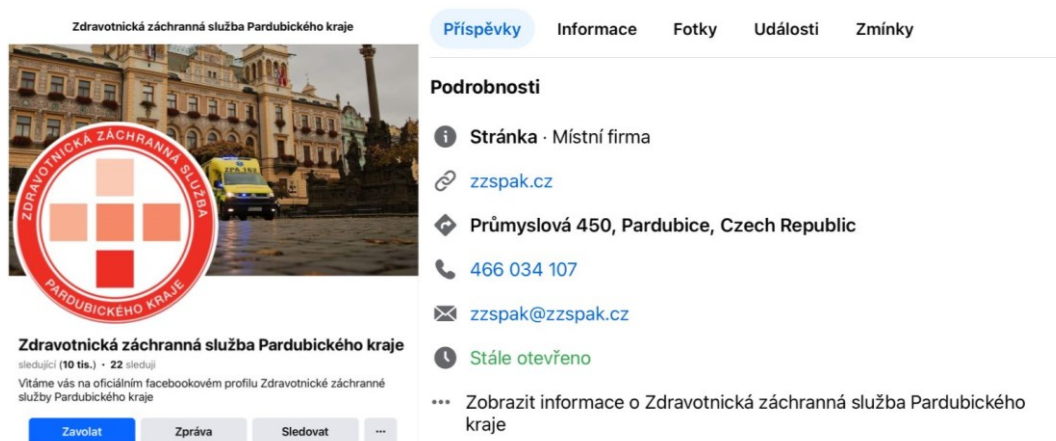 Zdravotnická záchranná služba Pardubického kraje
ZDRAVOTNICKÁ ZÁCHRANNÁ SLUŽBA
PARDUBICKÉHO KRAJE
Zdravotnická záchranná služba Pardubického kraje
sledující (10 tis.) • 22 sleduji
Vítáme vás na oficiálním facebookovém profilu Zdravotnické záchranné
služby Pardubického kraje
Zavolat Zpráva Sledovat ...
Příspěvky Informace Fotky Události Zmínky
Podrobnosti
Stránka · Místní firma
zzspak.cz
Průmyslová 450, Pardubice, Czech Republic
466 034 107
zzspak@zzspak.cz
Stále otevřeno
... Zobrazit informace o Zdravotnická záchranná služba Pardubického
kraje